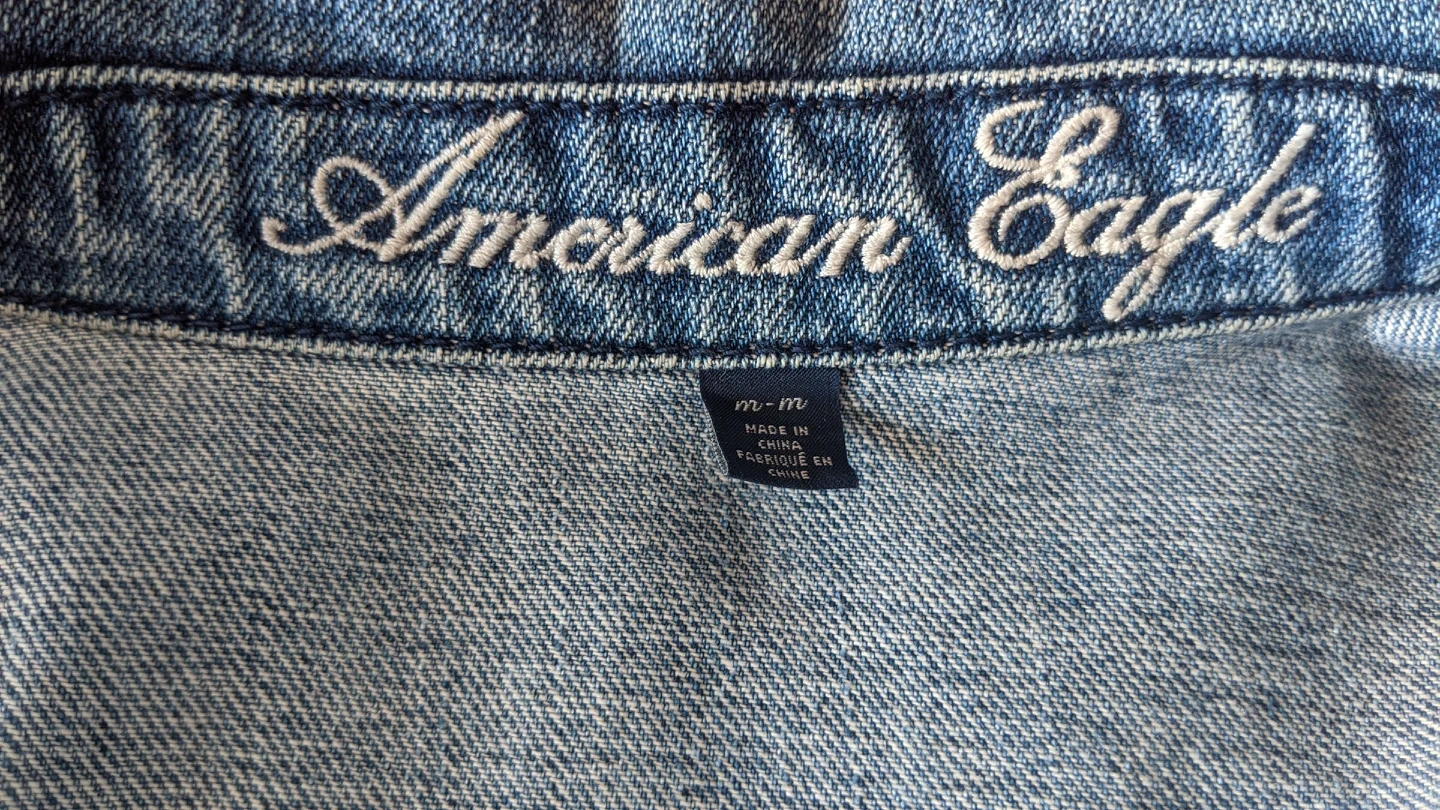 American Eagle
m-m
MADE IN
CHINA
FABRIQUÉ EN
CHINE